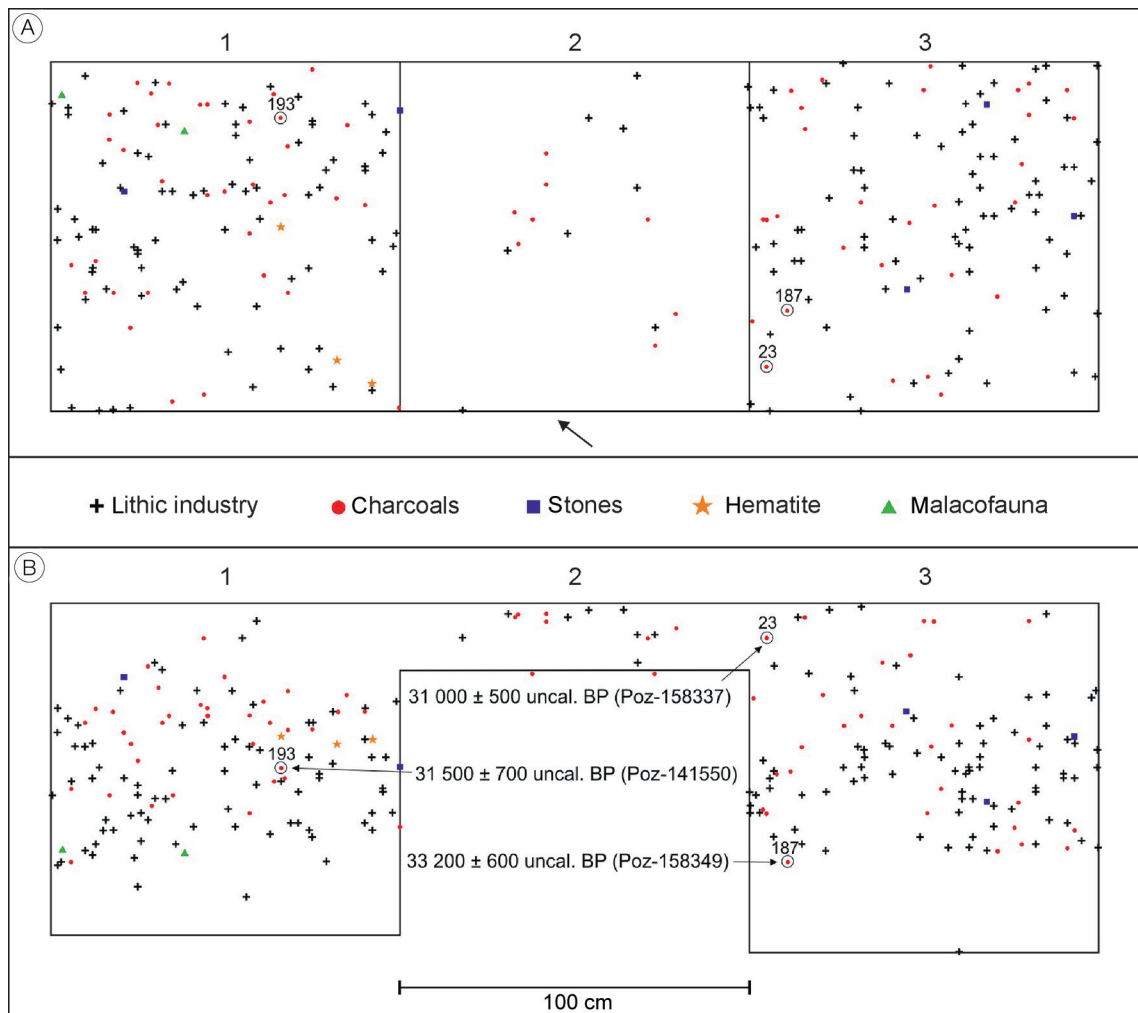 A
1 2 3
193
187
23
Lithic industry Charcoals Stones Hematite Malacofauna
B
1 2 3
23
31 000 ± 500 uncal. BP (Poz-158337)
193
31 500 ± 700 uncal. BP (Poz-141550)
187
33 200 ± 600 uncal. BP (Poz-158349)
100 cm